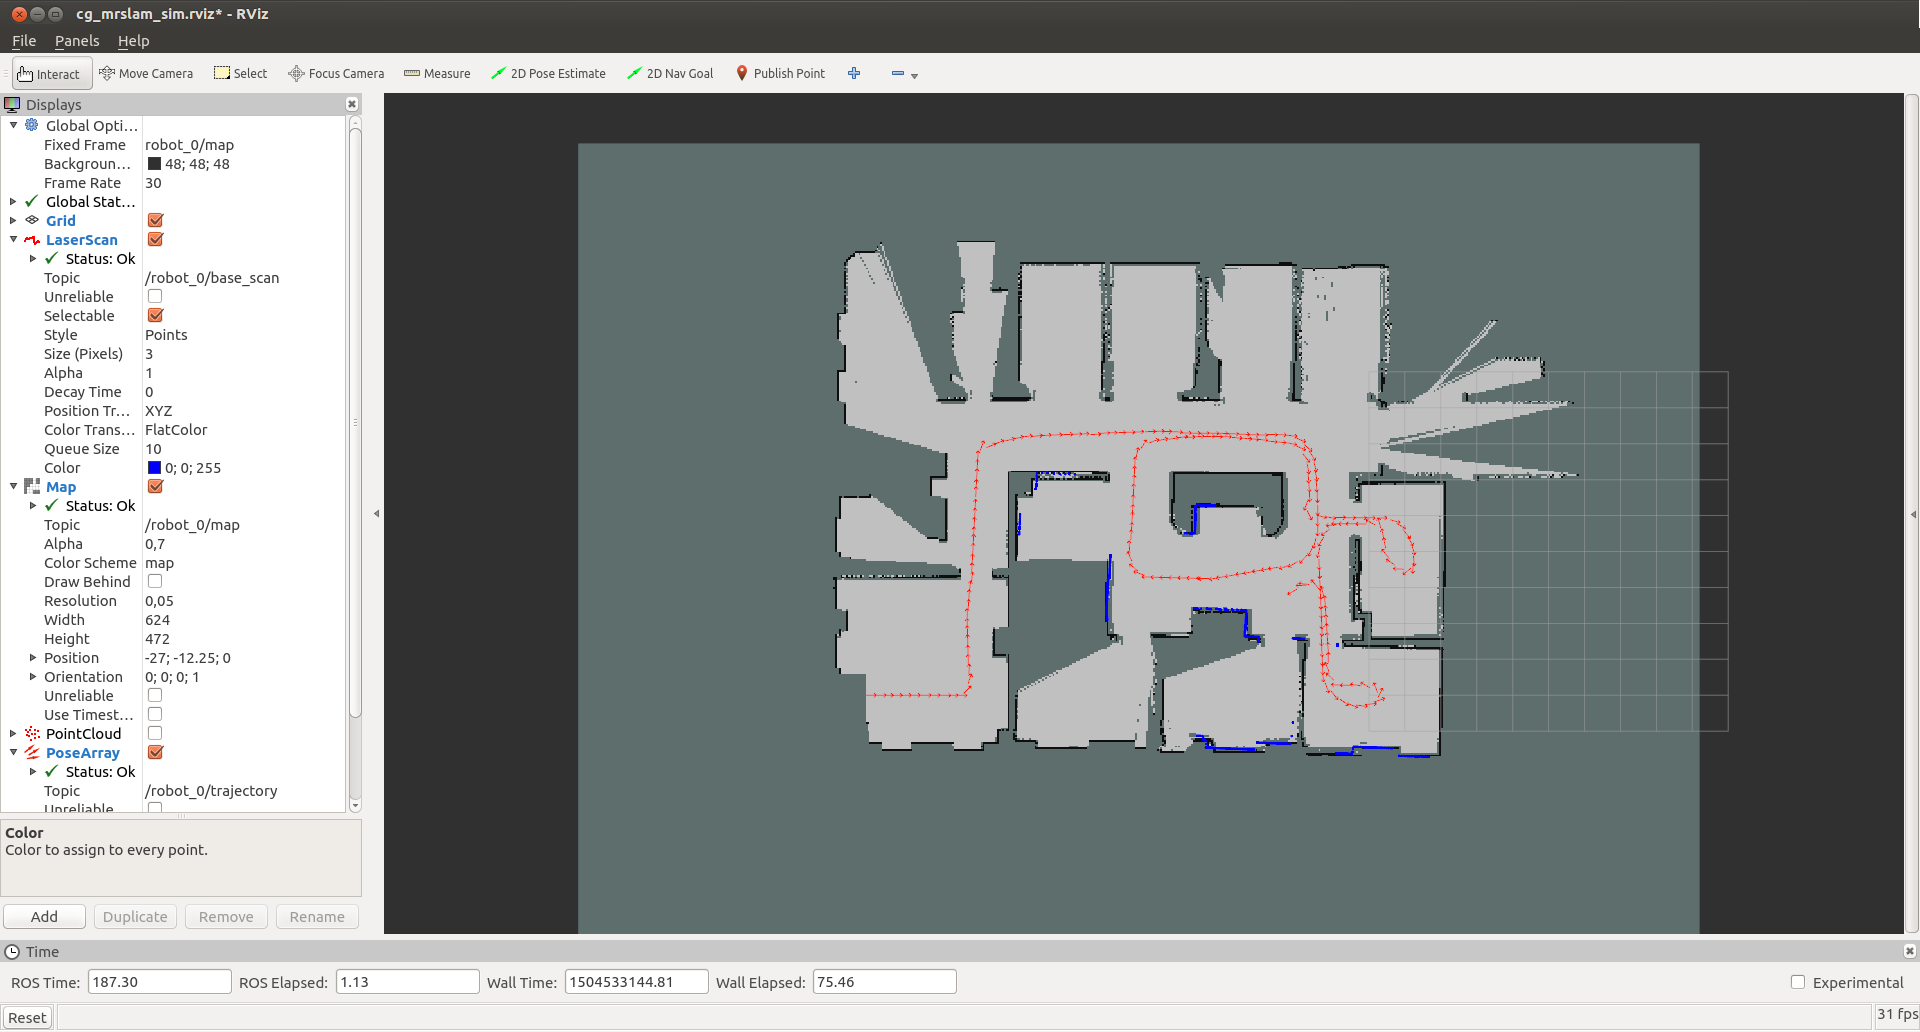 cg_mrslam_sim.rviz* - RViz
File Panels Help
Interact Move Camera Select Focus Camera Measure 2D Pose Estimate 2D Nav Goal Publish Point
Displays
Global Opti...
Fixed Frame robot_0/map
Backgroun... 48; 48; 48
Frame Rate 30
Global Stat...
Grid
LaserScan
Status: Ok
Topic /robot_0/base_scan
Unreliable
Selectable
Style Points
Size (Pixels) 3
Alpha 1
Decay Time 0
Position Tr... XYZ
Color Trans... FlatColor
Queue Size 10
Color 0; 0; 255
Map
Status: Ok
Topic /robot_0/map
Alpha 0,7
Color Scheme map
Draw Behind
Resolution 0,05
Width 624
Height 472
Position -27; -12.25; 0
Orientation 0; 0; 0; 1
Unreliable
Use Timest...
PointCloud
PoseArray
Status: Ok
Topic /robot_0/trajectory
Unreliable
Color
Color to assign to every point.
Add Duplicate Remove Rename
Time
ROS Time: 187.30 ROS Elapsed: 1.13 Wall Time: 1504533144.81 Wall Elapsed: 75.46 Experimental
Reset 31 fps